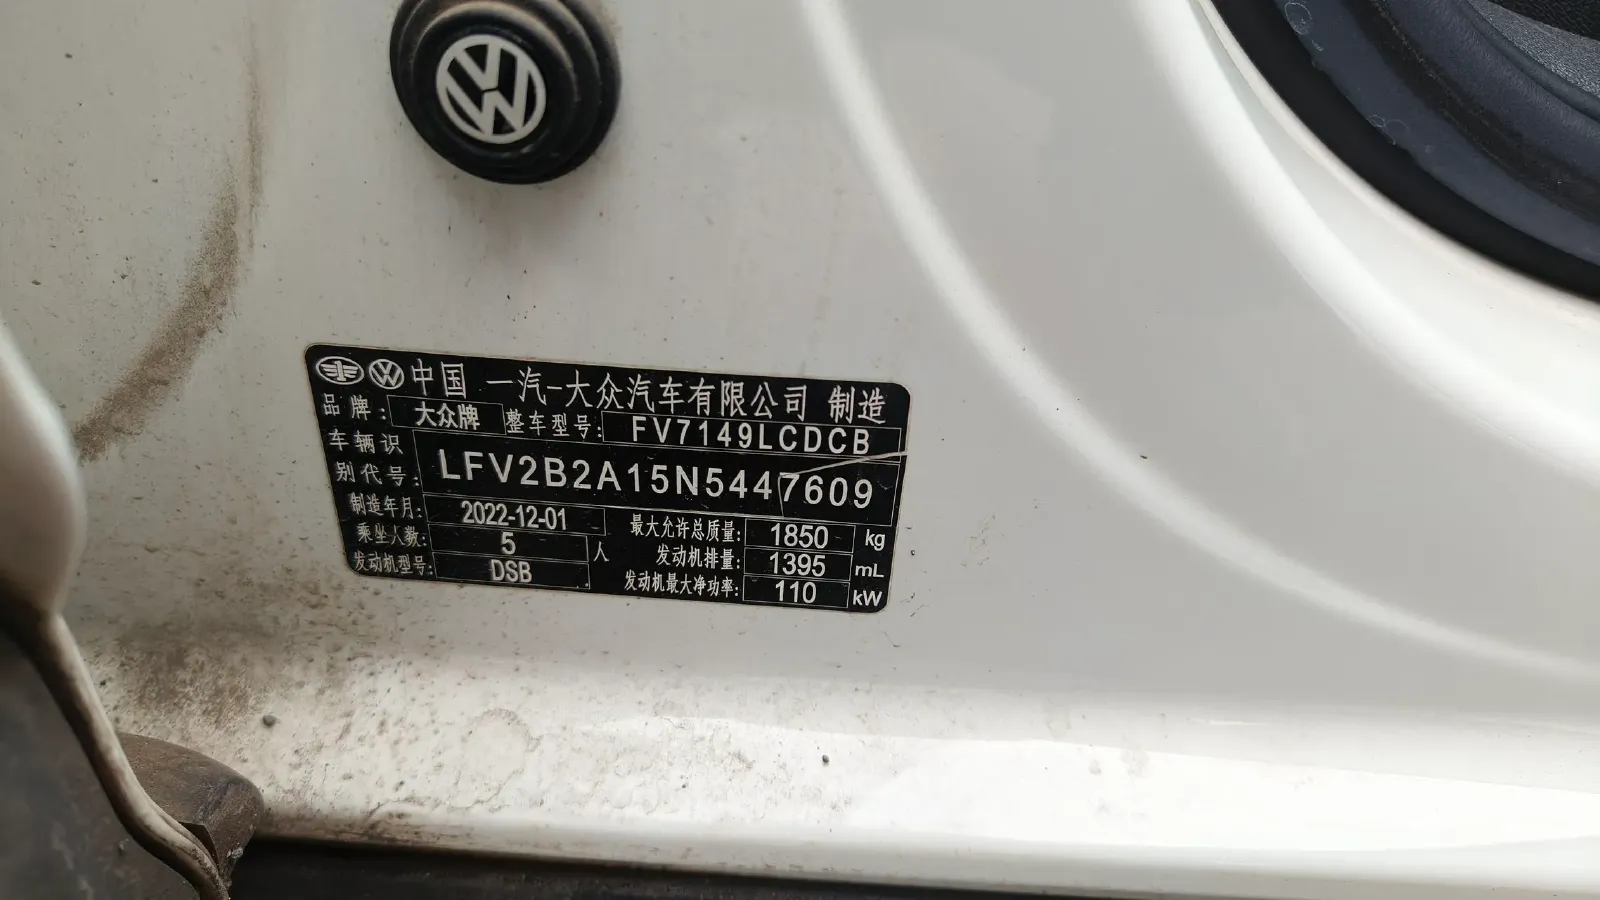 中国 一汽-大众汽车有限公司 制造
品牌: 大众牌 整车型号: FV7149LCDCB
车辆识别代号: LFV2B2A15N5447609
制造年月: 2022-12-01 最大允许总质量: 1850 kg
乘坐人数: 5 人 发动机排量: 1395 mL
发动机型号: DSB 发动机最大净功率: 110 kW